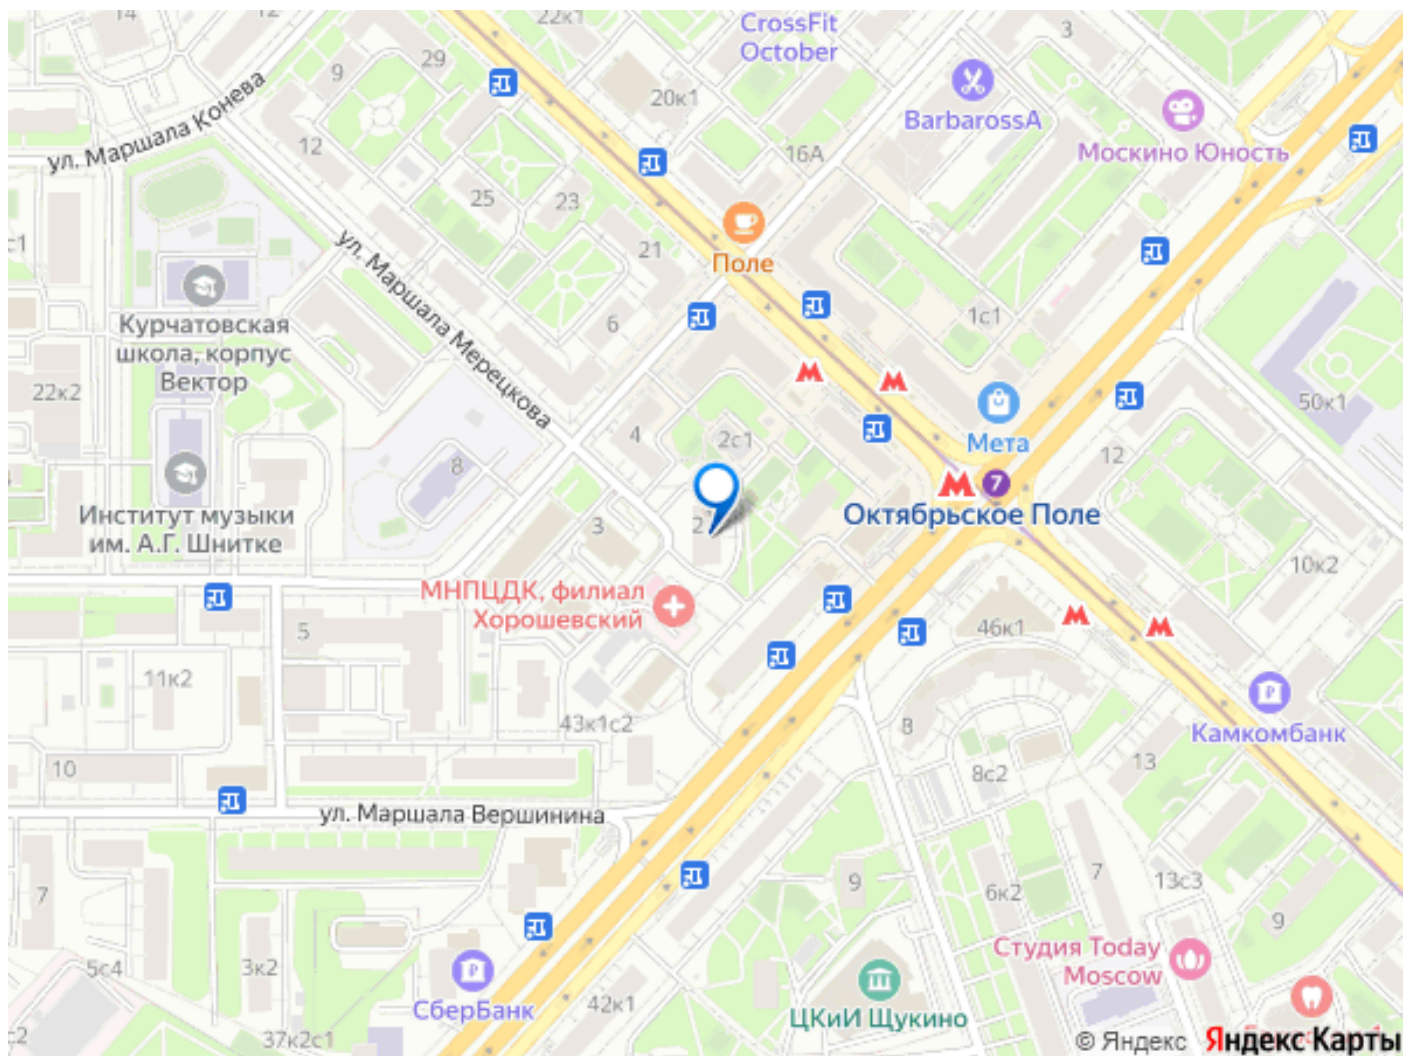 14
22к1
CrossFit
October
3
29
9
ул. Маршала Конева
20к1
BarbarossA
12
16А
Москино Юность
25
23
с1
21
Поле
ул. Маршала Мерецкова
Курчатовская
школа, корпус
Вектор
6
1с1
22к2
50к1
4
2с1
Мета
12
8
7
Институт музыки
им. А.Г. Шнитке
3
2
Октябрьское Поле
10к2
МНПЦДК, филиал
Хорошевский
5
46к1
11к2
43к1с2
8
Камкомбанк
10
8с2
13
ул. Маршала Вершинина
7
9
6к2
7
13с3
9
5с4
3к2
Студия Today
Moscow
СберБанк
42к1
ЦКиИ Щукино
с2
37к2с1
© Яндекс
Яндекс Карты